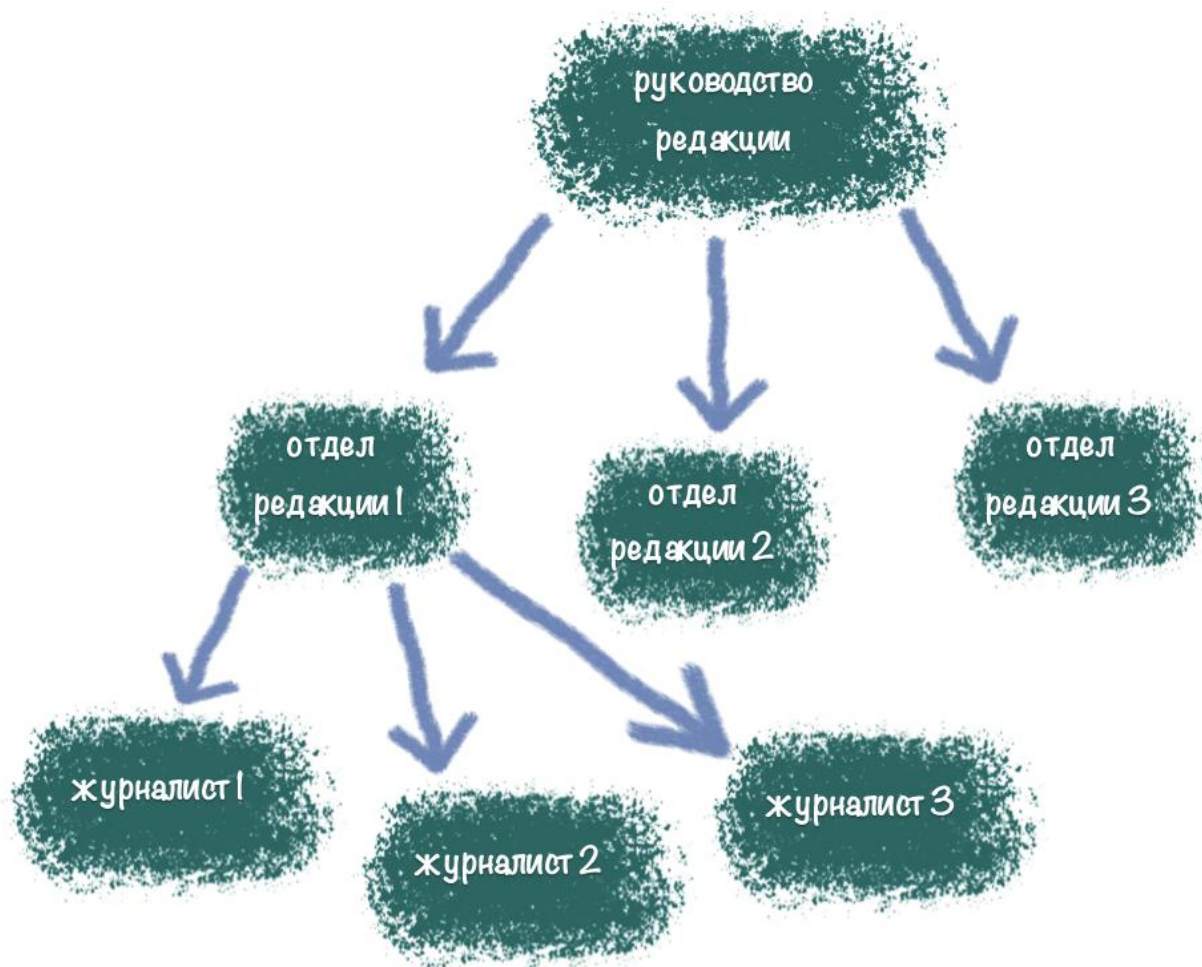 руководство
редакции
отдел
редакции 1
отдел
редакции 2
отдел
редакции 3
журналист 1
журналист 2
журналист 3